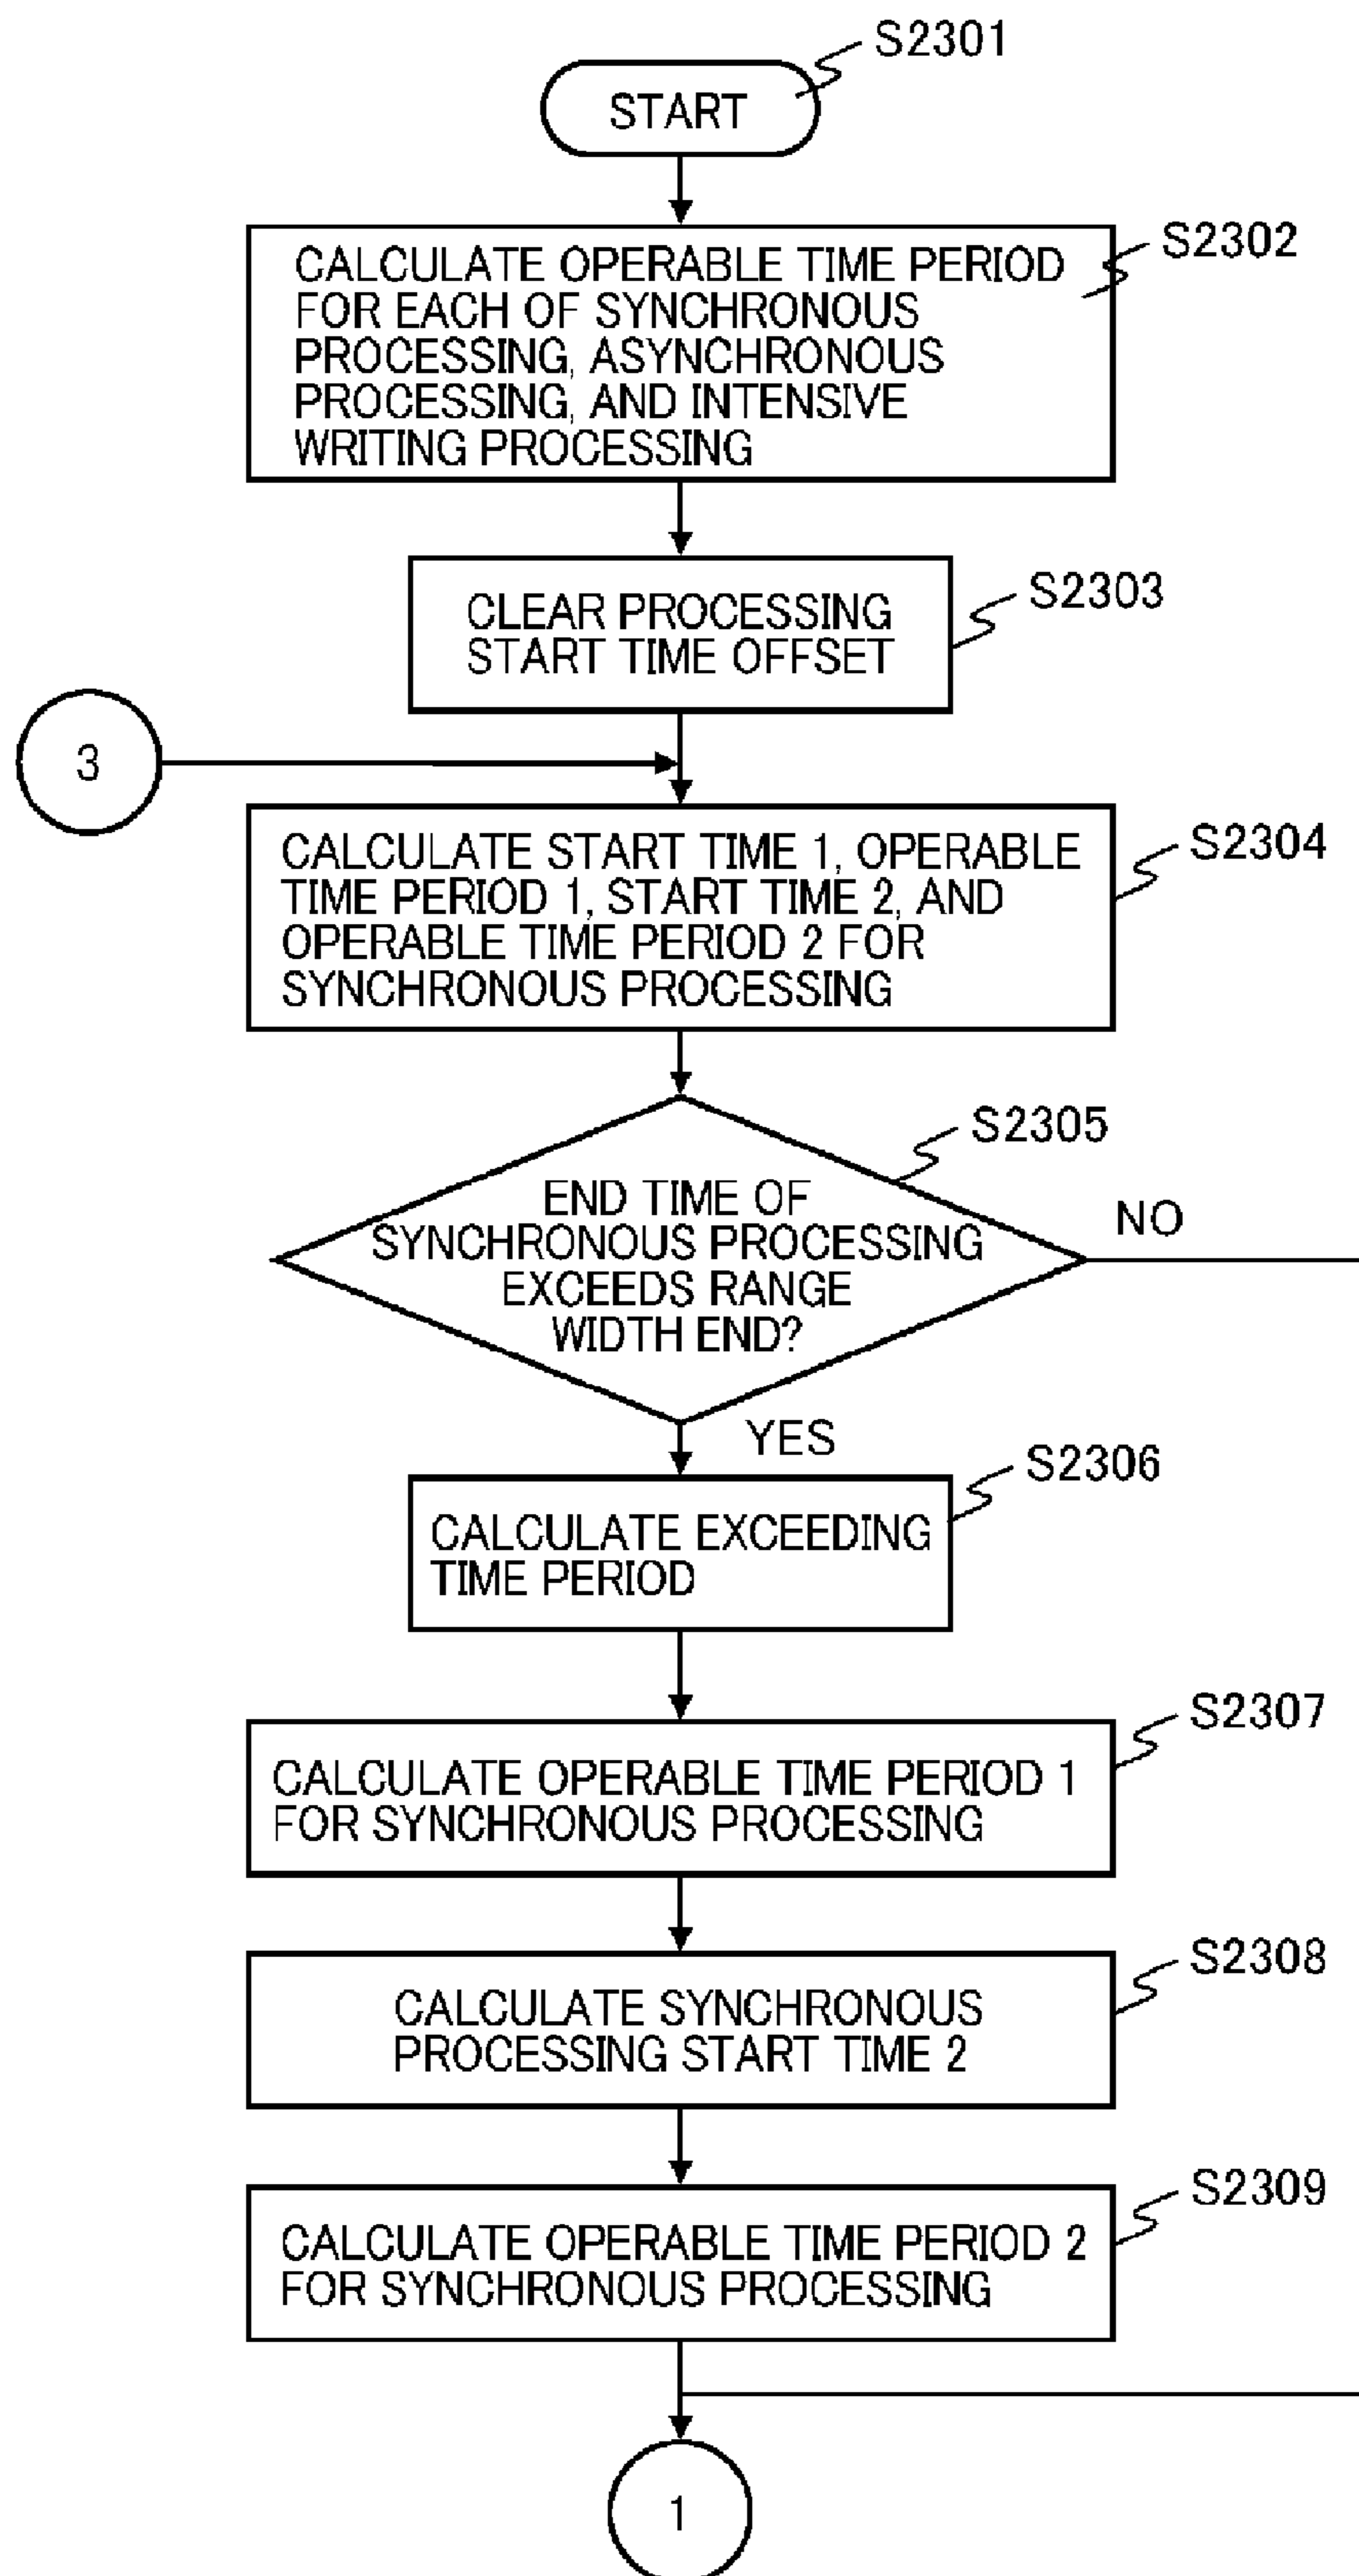 S2301
START
S2302
CALCULATE OPERABLE TIME PERIOD
FOR EACH OF SYNCHRONOUS
PROCESSING, ASYNCHRONOUS
PROCESSING, AND INTENSIVE
WRITING PROCESSING
S2303
CLEAR PROCESSING
START TIME OFFSET
3
S2304
CALCULATE START TIME 1, OPERABLE
TIME PERIOD 1, START TIME 2, AND
OPERABLE TIME PERIOD 2 FOR
SYNCHRONOUS PROCESSING
S2305
END TIME OF
SYNCHRONOUS PROCESSING
EXCEEDS RANGE
WIDTH END?
NO
YES
S2306
CALCULATE EXCEEDING
TIME PERIOD
S2307
CALCULATE OPERABLE TIME PERIOD 1
FOR SYNCHRONOUS PROCESSING
S2308
CALCULATE SYNCHRONOUS
PROCESSING START TIME 2
S2309
CALCULATE OPERABLE TIME PERIOD 2
FOR SYNCHRONOUS PROCESSING
1